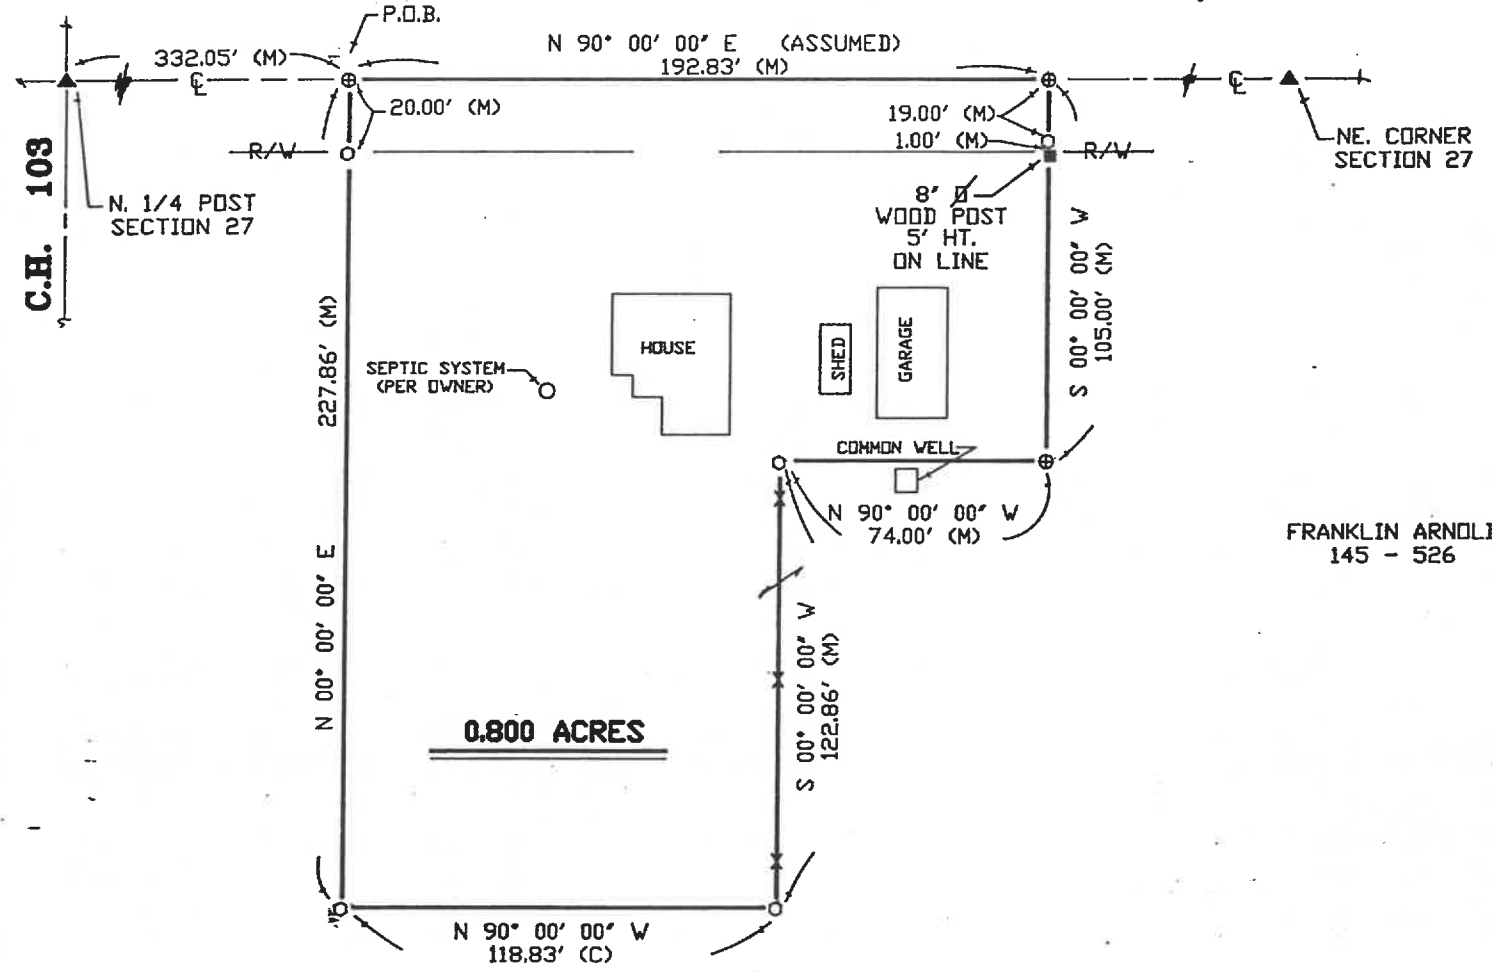 P.O.B.
332.05' (M)
N 90° 00' 00" E (ASSUMED)
192.83' (M)
℄
℄
20.00' (M)
19.00' (M)
1.00' (M)
R/W
R/W
NE. CORNER
SECTION 27
C.H. 103
N. 1/4 POST
SECTION 27
8"
WOOD POST
5' HT.
ON LINE
S 00° 00' 00" W
105.00' (M)
227.86' (M)
N 00° 00' 00" E
HOUSE
SHED
GARAGE
SEPTIC SYSTEM
(PER OWNER)
COMMON WELL
N 90° 00' 00" W
74.00' (M)
FRANKLIN ARNOL
145 - 526
S 00° 00' 00" W
122.86' (M)
0.800 ACRES
N 90° 00' 00" W
118.83' (C)